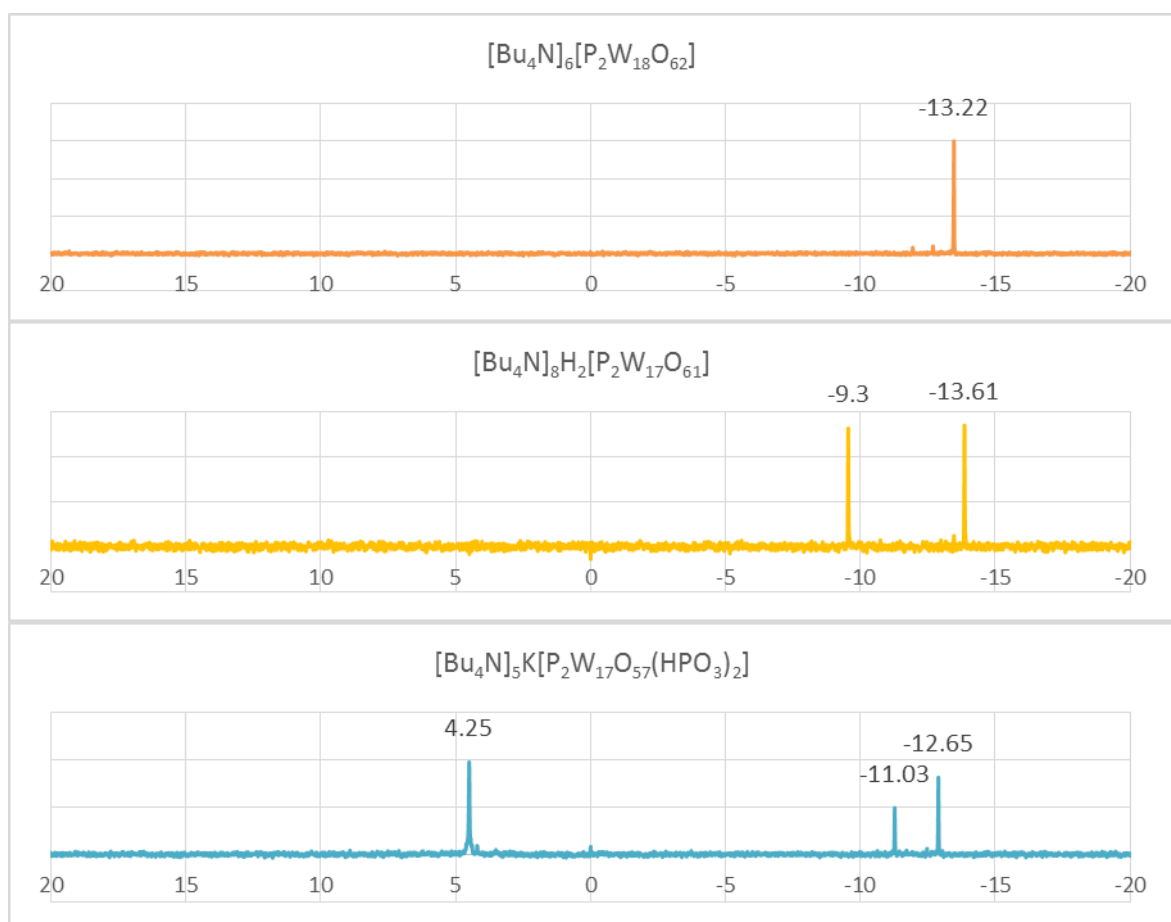 [Bu₄N]₆[P₂W₁₈O₆₂]
-13.22
20 15 10 5 0 -5 -10 -15 -20
[Bu₄N]₈H₂[P₂W₁₇O₆₁]
-9.3 -13.61
20 15 10 5 0 -5 -10 -15 -20
[Bu₄N]₅K[P₂W₁₇O₅₇(HPO₃)₂]
4.25 -12.65
-11.03
20 15 10 5 0 -5 -10 -15 -20